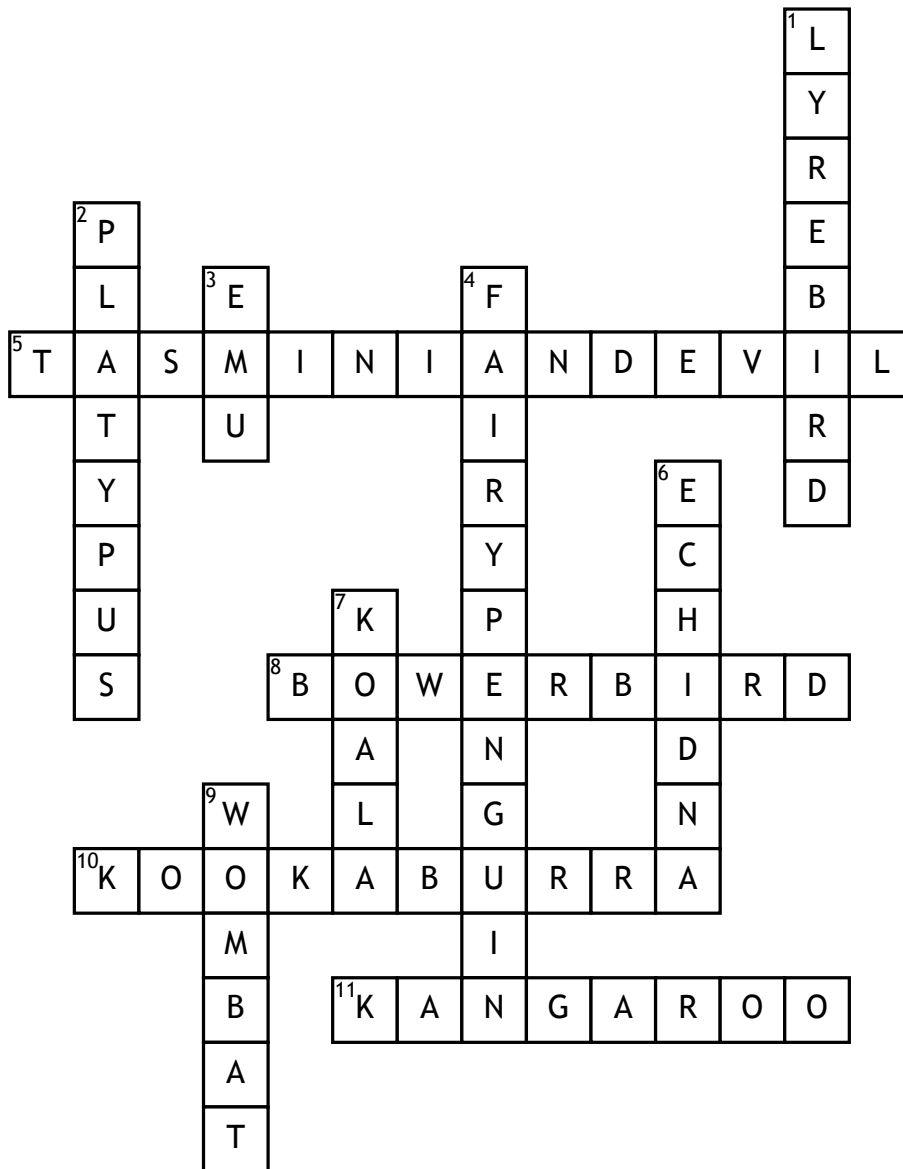 1 L
Y
R
2 P E
L 3 E 4 F B
5 T A S M I N I A N D E V I L
T U I R
Y R 6 E D
P Y C
U 7 K P H
S 8 B O W E R B I R D
A N D
9 W L G N
10 K O O K A B U R R A
M I
B 11 K A N G A R O O
A
T